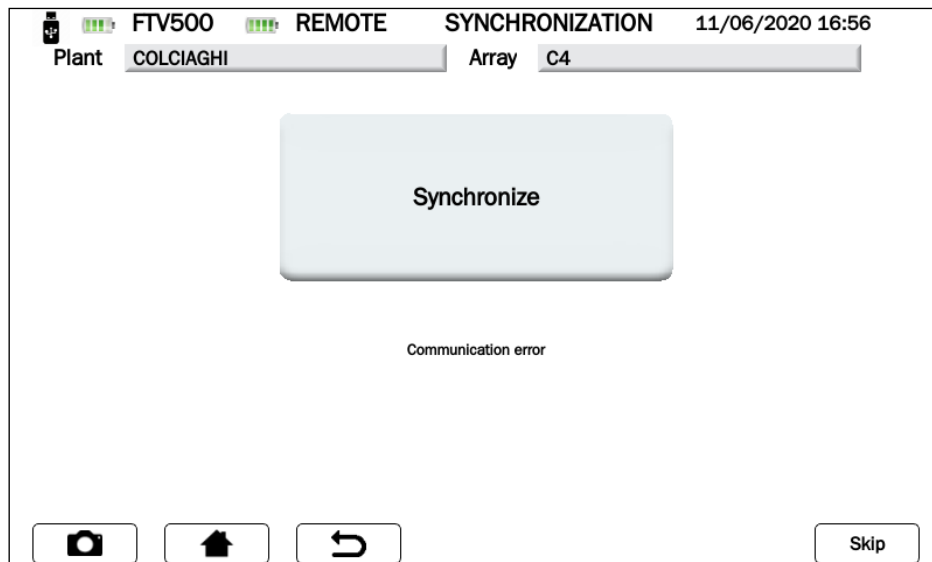 FTV500 REMOTE SYNCHRONIZATION 11/06/2020 16:56
Plant COLCIAGHI Array C4
Synchronize
Communication error
Skip